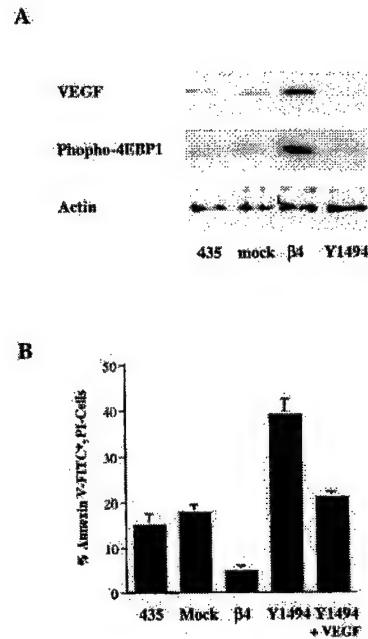 A
VEGF
Phopho-4EBP1
Actin
435 mock β4 Y1494
B
% Annexin V-FITC⁺, PI-Cells
50
40
30
20
10
0
435 Mock β4 Y1494 Y1494
+ VEGF